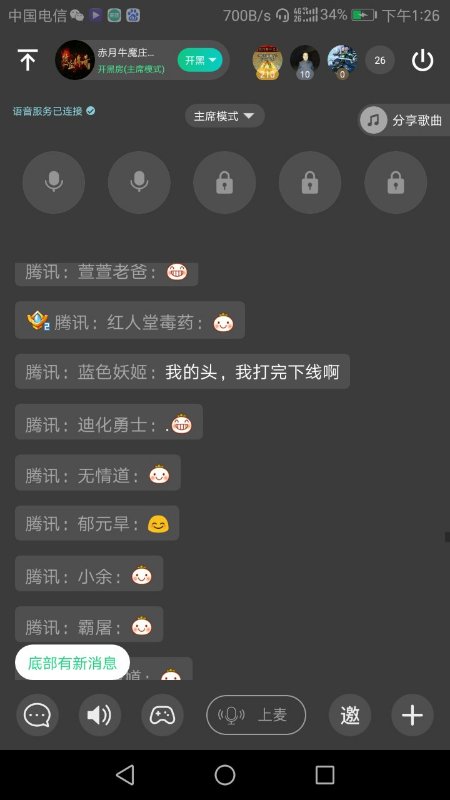 中国电信
700B/s 46 26 34% 下午1:26
赤月牛魔庄...
开黑房(主席模式)
开黑
210
10
0
26
语音服务已连接
主席模式
分享歌曲
腾讯：萱萱老爸：
2 腾讯：红人堂毒药：
腾讯：蓝色妖姬：我的头，我打完下线啊
腾讯：迪化勇士：.
腾讯：无情道：
腾讯：郁元旱：
腾讯：小余：
腾讯：霸屠：
底部有新消息
道：
上麦
邀